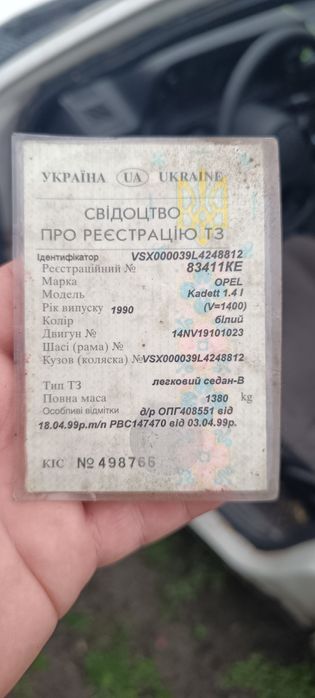 УКРАЇНА UA UKRAINE
СВІДОЦТВО
ПРО РЕЄСТРАЦІЮ ТЗ
Ідентифікатор VSX000039L4248812
Реєстраційний № 83411КЕ
Марка OPEL
Модель Kadett 1.4 I
Рік випуску 1990 (V=1400)
Колір білий
Двигун № 14NV19101023
Шасі (рама) №
Кузов (коляска) № VSX000039L4248812
Тип ТЗ легковий седан-В
Повна маса 1380 kg
Особливі відмітки д/р ОПГ408551 від
18.04.99р.т/п РВС147470 від 03.04.99р.
КІС № 498766